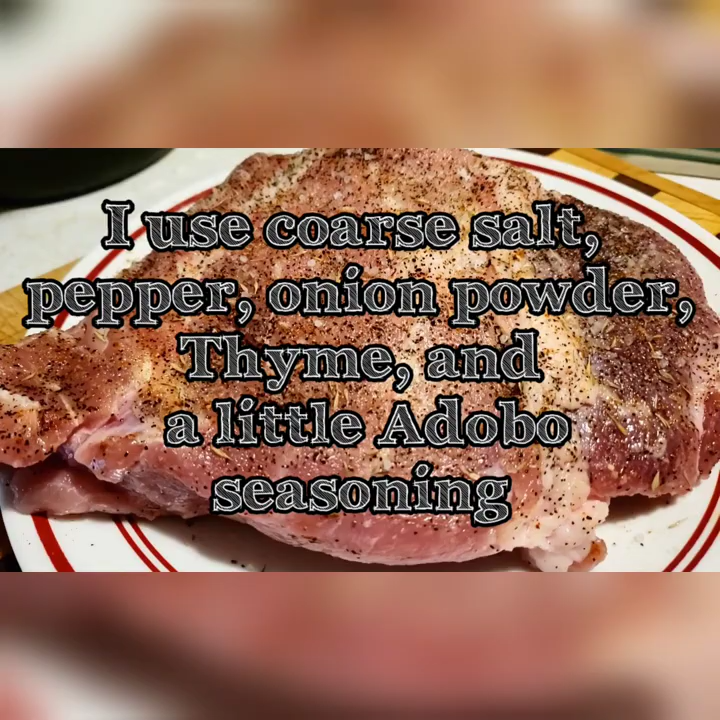 I use coarse salt,
pepper, onion powder,
Thyme, and
a little Adobo
seasoning